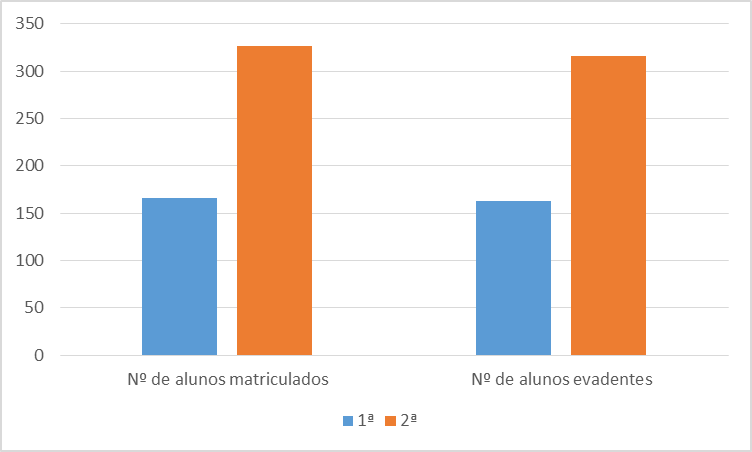 350
300
250
200
150
100
50
0
Nº de alunos matriculados
Nº de alunos evadentes
1ª
2ª